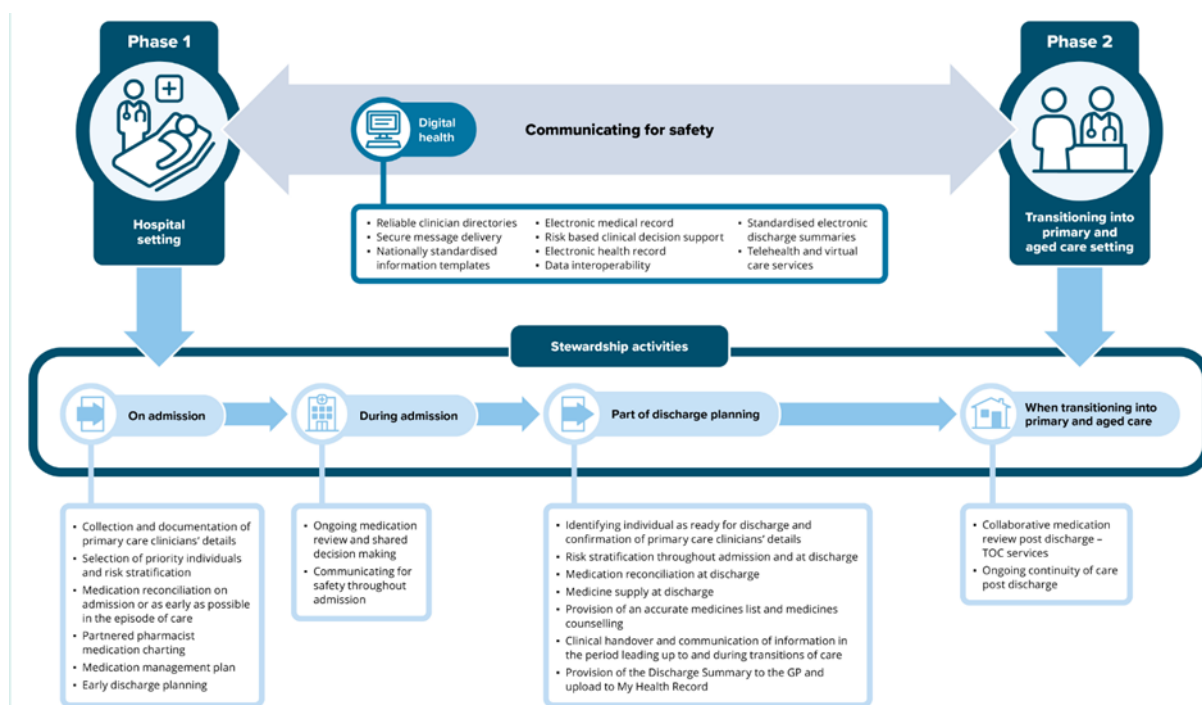 Phase 1
Hospital
setting
Digital
health
Communicating for safety
• Reliable clinician directories
• Secure message delivery
• Nationally standardised
information templates
• Electronic medical record
• Risk based clinical decision support
• Electronic health record
• Data interoperability
• Standardised electronic
discharge summaries
• Telehealth and virtual
care services
Phase 2
Transitioning into
primary and
aged care setting
Stewardship activities
On admission
During admission
Part of discharge planning
When transitioning into
primary and aged care
• Collection and documentation of
primary care clinicians' details
• Selection of priority individuals
and risk stratification
• Medication reconciliation on
admission or as early as possible
in the episode of care
• Partnered pharmacist
medication charting
• Medication management plan
• Early discharge planning
• Ongoing medication
review and shared
decision making
• Communicating for
safety throughout
admission
• Identifying individual as ready for discharge and
confirmation of primary care clinicians' details
• Risk stratification throughout admission and at discharge
• Medication reconciliation at discharge
• Medicine supply at discharge
• Provision of an accurate medicines list and medicines
counselling
• Clinical handover and communication of information in
the period leading up to and during transitions of care
• Provision of the Discharge Summary to the GP and
upload to My Health Record
• Collaborative medication
review post discharge –
TOC services
• Ongoing continuity of care
post discharge